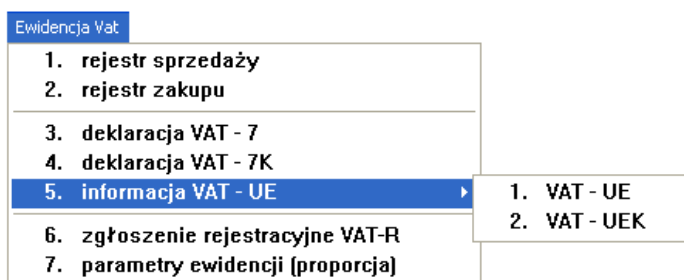 Ewidencja Vat
1. rejestr sprzedaży
2. rejestr zakupu
3. deklaracja VAT - 7
4. deklaracja VAT - 7K
5. informacja VAT - UE
1. VAT - UE
2. VAT - UEK
6. zgłoszenie rejestracyjne VAT-R
7. parametry ewidencji (proporcja)